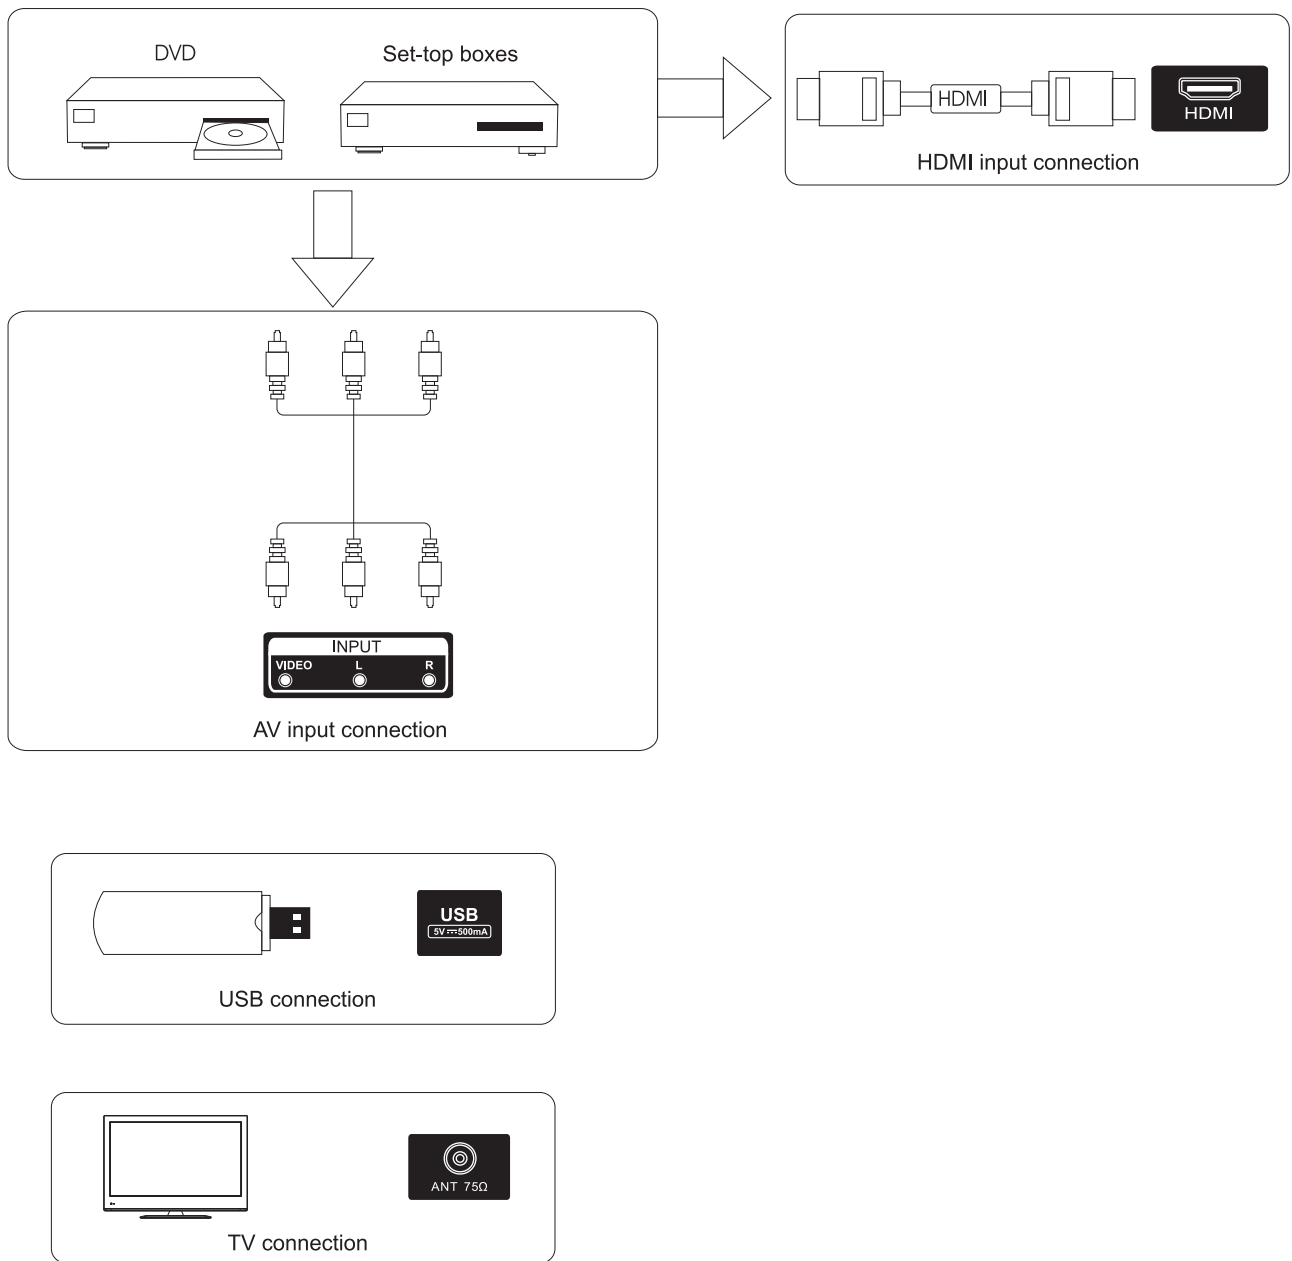 DVD
Set-top boxes
HDMI
HDMI
HDMI input connection
INPUT
VIDEO L R
AV input connection
USB
5V⎓500mA
USB connection
ANT 75Ω
TV connection